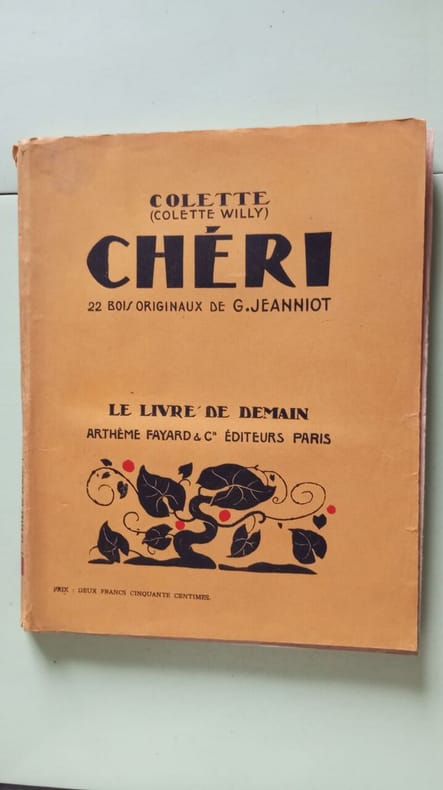 COLETTE
(COLETTE WILLY)
CHÉRI
22 BOIS ORIGINAUX DE G.JEANNIOT
LE LIVRE DE DEMAIN
ARTHÈME FAYARD & Cie ÉDITEURS PARIS
PRIX : DEUX FRANCS CINQUANTE CENTIMES.